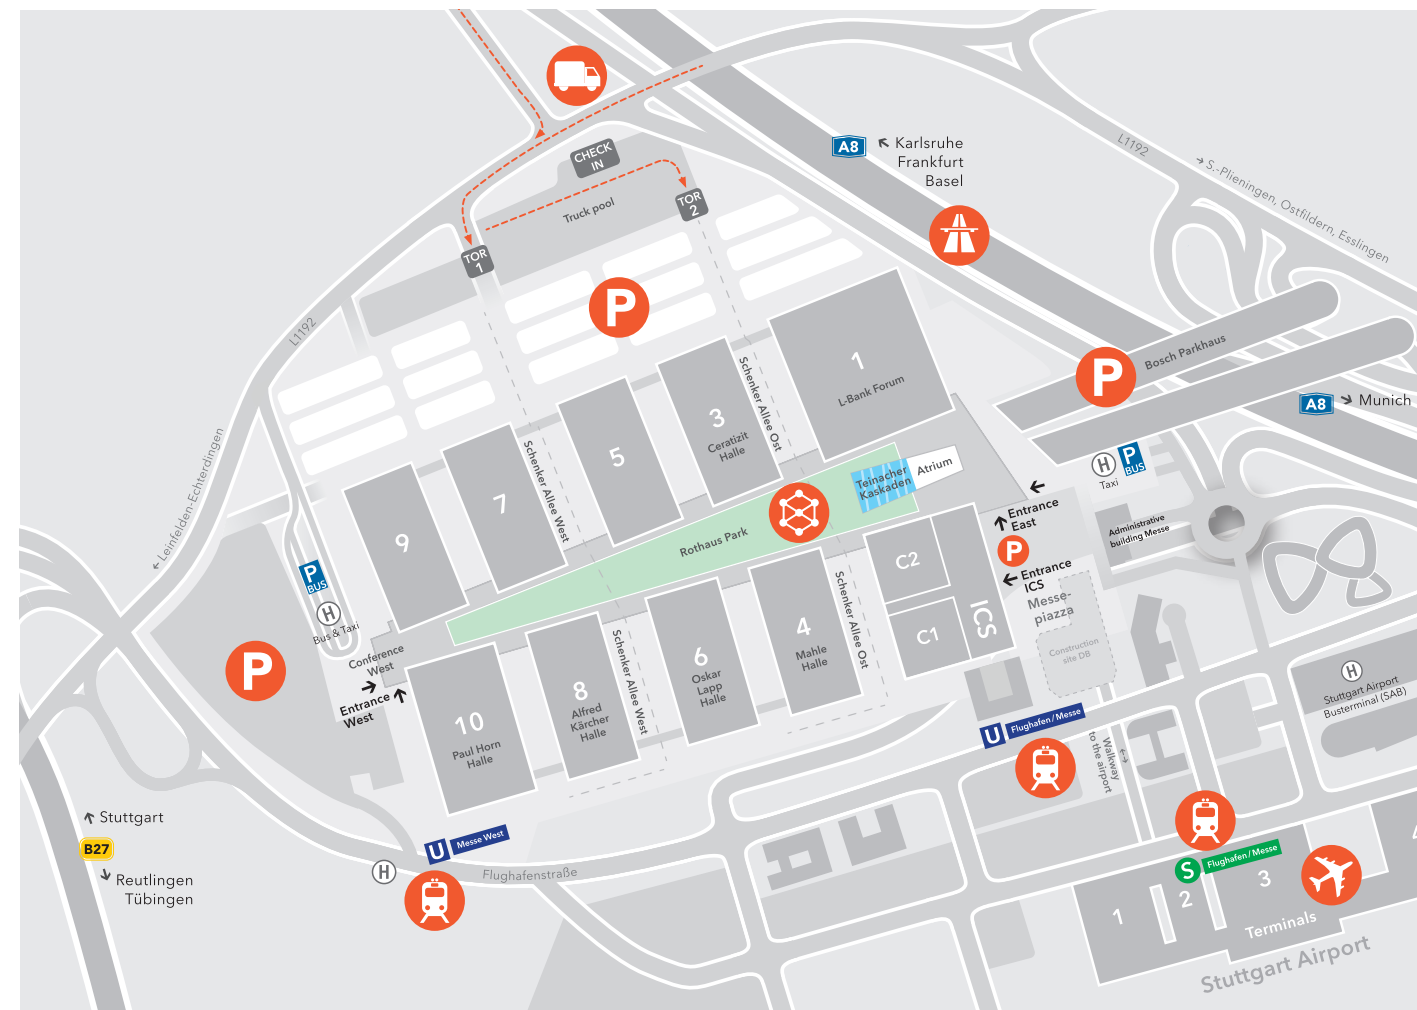 CHECK
IN
Truck pool
TOR
1
TOR
2
P
A8
Karlsruhe
Frankfurt
Basel
L1192
S.-Plieningen, Ostfildern, Esslingen
L1192
Leinfelden-Echterdingen
P
Bosch Parkhaus
A8
Munich
1
L-Bank Forum
3
Ceratizit
Halle
5
7
9
Schenker Allee Ost
Schenker Allee West
Teinacher
Kaskaden
Atrium
Rothaus Park
H
Taxi
P
BUS
Entrance
East
P
Entrance
ICS
Administrative
building Messe
Messe-
piazza
Construction
site DB
C2
C1
ICS
4
Mahle
Halle
Schenker Allee Ost
6
Oskar
Lapp
Halle
Schenker Allee West
8
Alfred
Kärcher
Halle
10
Paul Horn
Halle
P
BUS
H
Bus & Taxi
Conference
West
Entrance
West
P
H
Stuttgart Airport
Busterminal (SAB)
U Flughafen/Messe
Walkway
to the airport
Stuttgart
B27
Reutlingen
Tübingen
U Messe West
H
Flughafenstraße
S Flughafen/Messe
1
2
3
4
Terminals
Stuttgart Airport